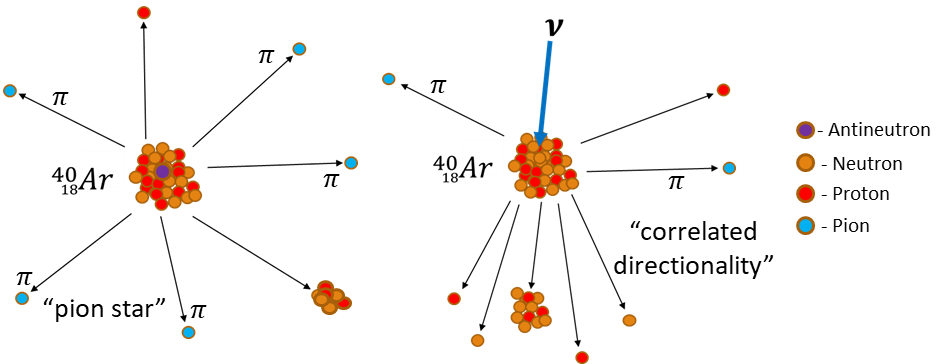 π
π
π
π
π
⁴⁰₁₈Ar
“pion star”
ν
π
π
⁴⁰₁₈Ar
“correlated
directionality”
- Antineutron
- Neutron
- Proton
- Pion